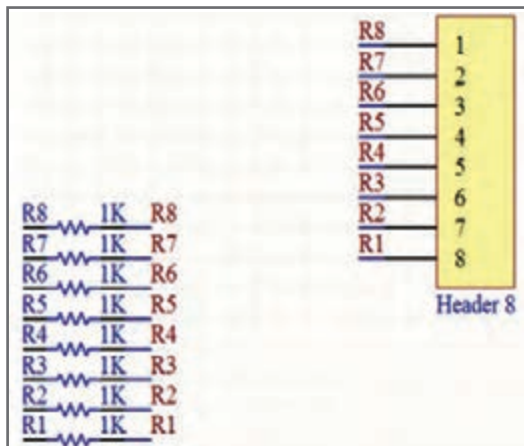 R8 1
R7 2
R6 3
R5 4
R4 5
R3 6
R2 7
R1 8
Header 8
R8 1K R8
R7 1K R7
R6 1K R6
R5 1K R5
R4 1K R4
R3 1K R3
R2 1K R2
R1 1K R1